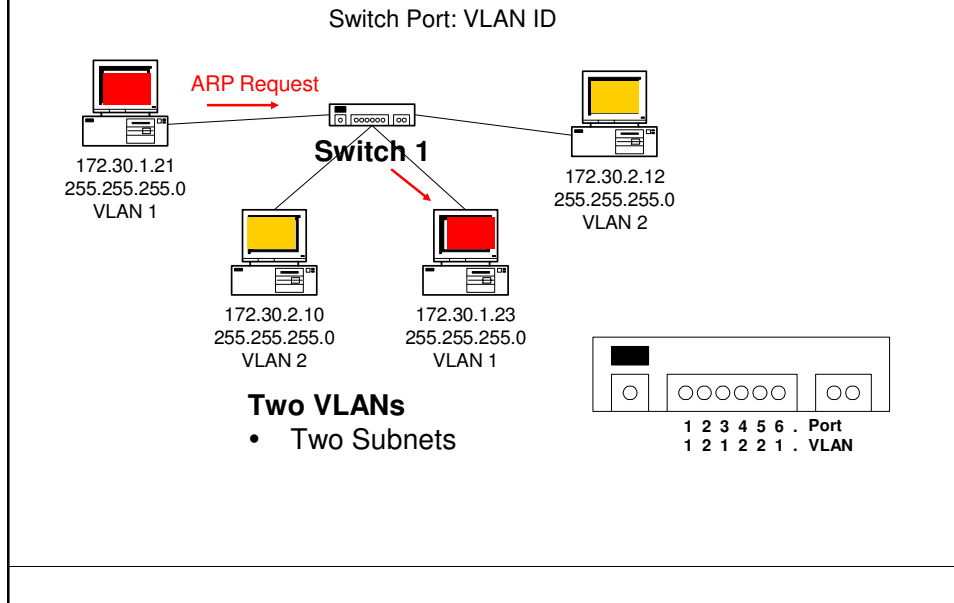 Switch Port: VLAN ID
ARP Request
Switch 1
172.30.1.21
255.255.255.0
VLAN 1
172.30.2.12
255.255.255.0
VLAN 2
172.30.2.10
255.255.255.0
VLAN 2
172.30.1.23
255.255.255.0
VLAN 1
Two VLANs
• Two Subnets
1 2 3 4 5 6 . Port
1 2 1 2 2 1 . VLAN